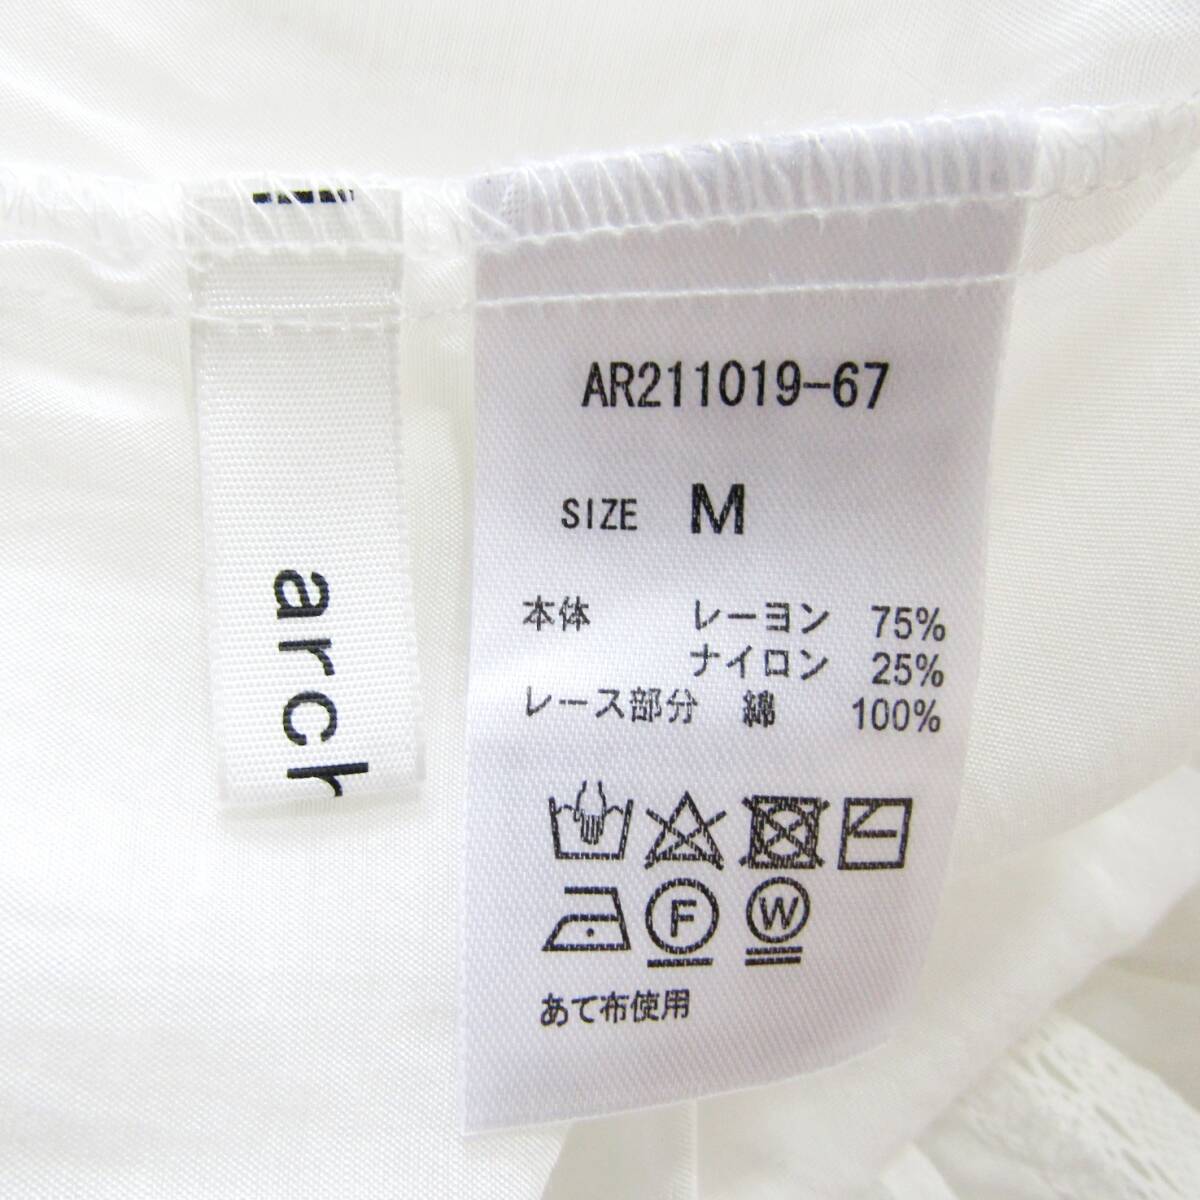 arch
AR211019-67
SIZE M
本体 レーヨン 75%
ナイロン 25%
レース部分 綿 100%
F W
あて布使用